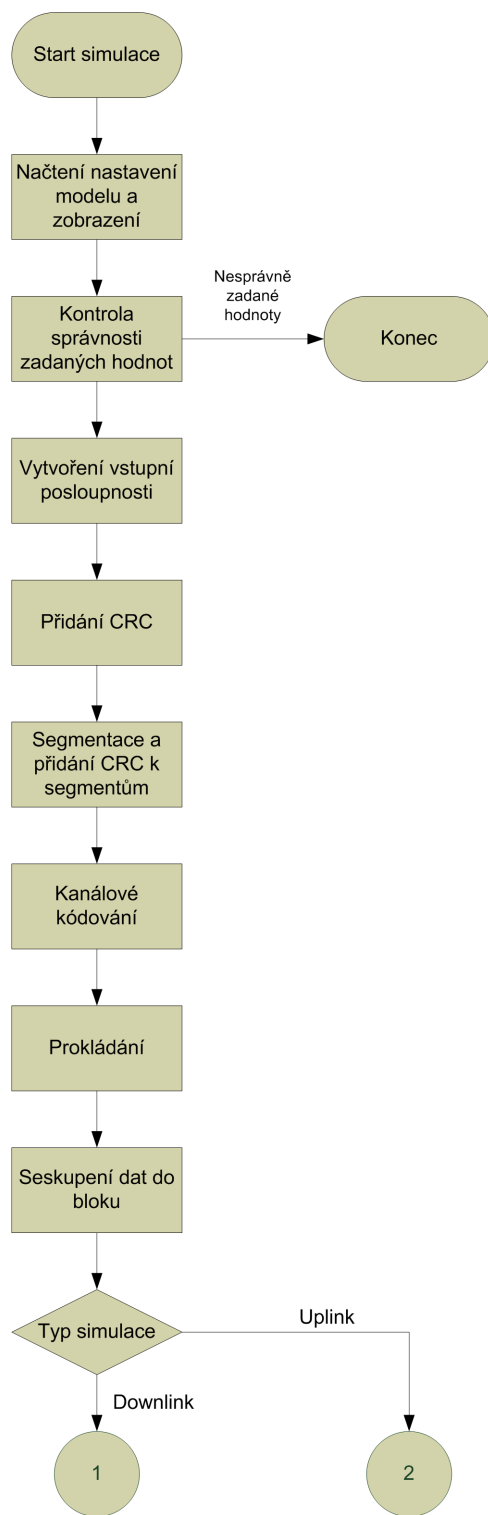 Start simulace
Načtení nastavení
modelu a
zobrazení
Nesprávně
zadané
hodnoty
Kontrola
správnosti
zadaných hodnot
Konec
Vytvoření vstupní
posloupnosti
Přidání CRC
Segmentace a
přidání CRC k
segmentům
Kanálové
kódování
Prokládání
Seskupení dat do
bloku
Typ simulace
Uplink
Downlink
1
2